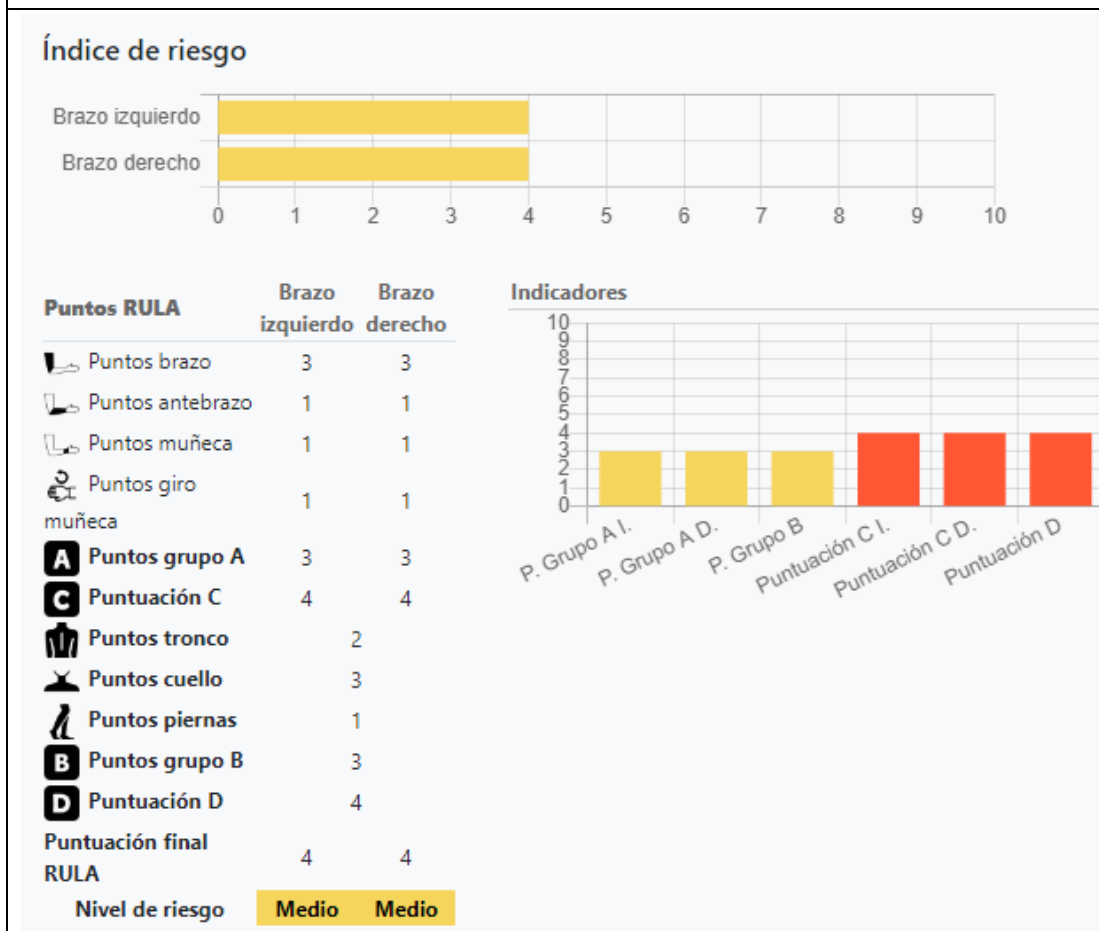 Índice de riesgo
Brazo izquierdo
Brazo derecho
0 1 2 3 4 5 6 7 8 9 10
Puntos RULA Brazo izquierdo Brazo derecho
Puntos brazo 3 3
Puntos antebrazo 1 1
Puntos muñeca 1 1
Puntos giro muñeca 1 1
A Puntos grupo A 3 3
C Puntuación C 4 4
Puntos tronco 2
Puntos cuello 3
Puntos piernas 1
B Puntos grupo B 3
D Puntuación D 4
Puntuación final RULA 4 4
Nivel de riesgo Medio Medio
Indicadores
10
9
8
7
6
5
4
3
2
1
0
P. Grupo A I. P. Grupo A D. P. Grupo B Puntuación C I. Puntuación C D. Puntuación D